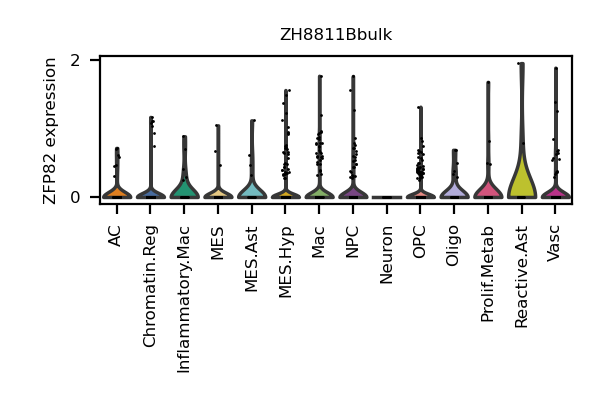 ZH8811Bbulk
ZFP82 expression
2
0
AC
Chromatin.Reg
Inflammatory.Mac
MES
MES.Ast
MES.Hyp
Mac
NPC
Neuron
OPC
Oligo
Prolif.Metab
Reactive.Ast
Vasc